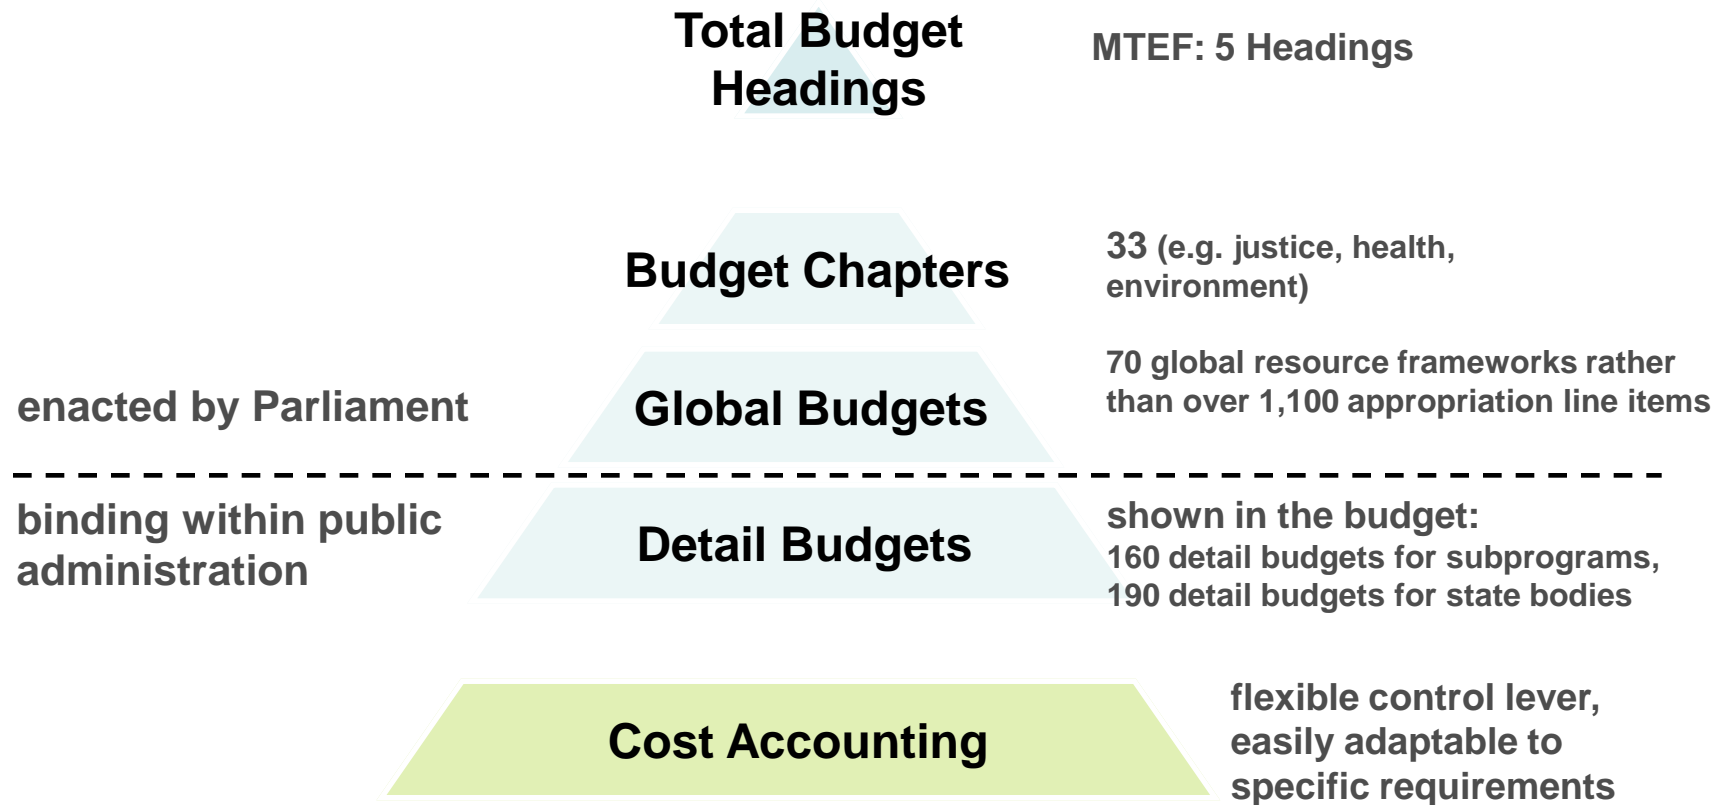 Total Budget
Headings
MTEF: 5 Headings
Budget Chapters
33 (e.g. justice, health,
environment)
enacted by Parliament
Global Budgets
70 global resource frameworks rather
than over 1,100 appropriation line items
binding within public
administration
Detail Budgets
shown in the budget:
160 detail budgets for subprograms,
190 detail budgets for state bodies
Cost Accounting
flexible control lever,
easily adaptable to
specific requirements